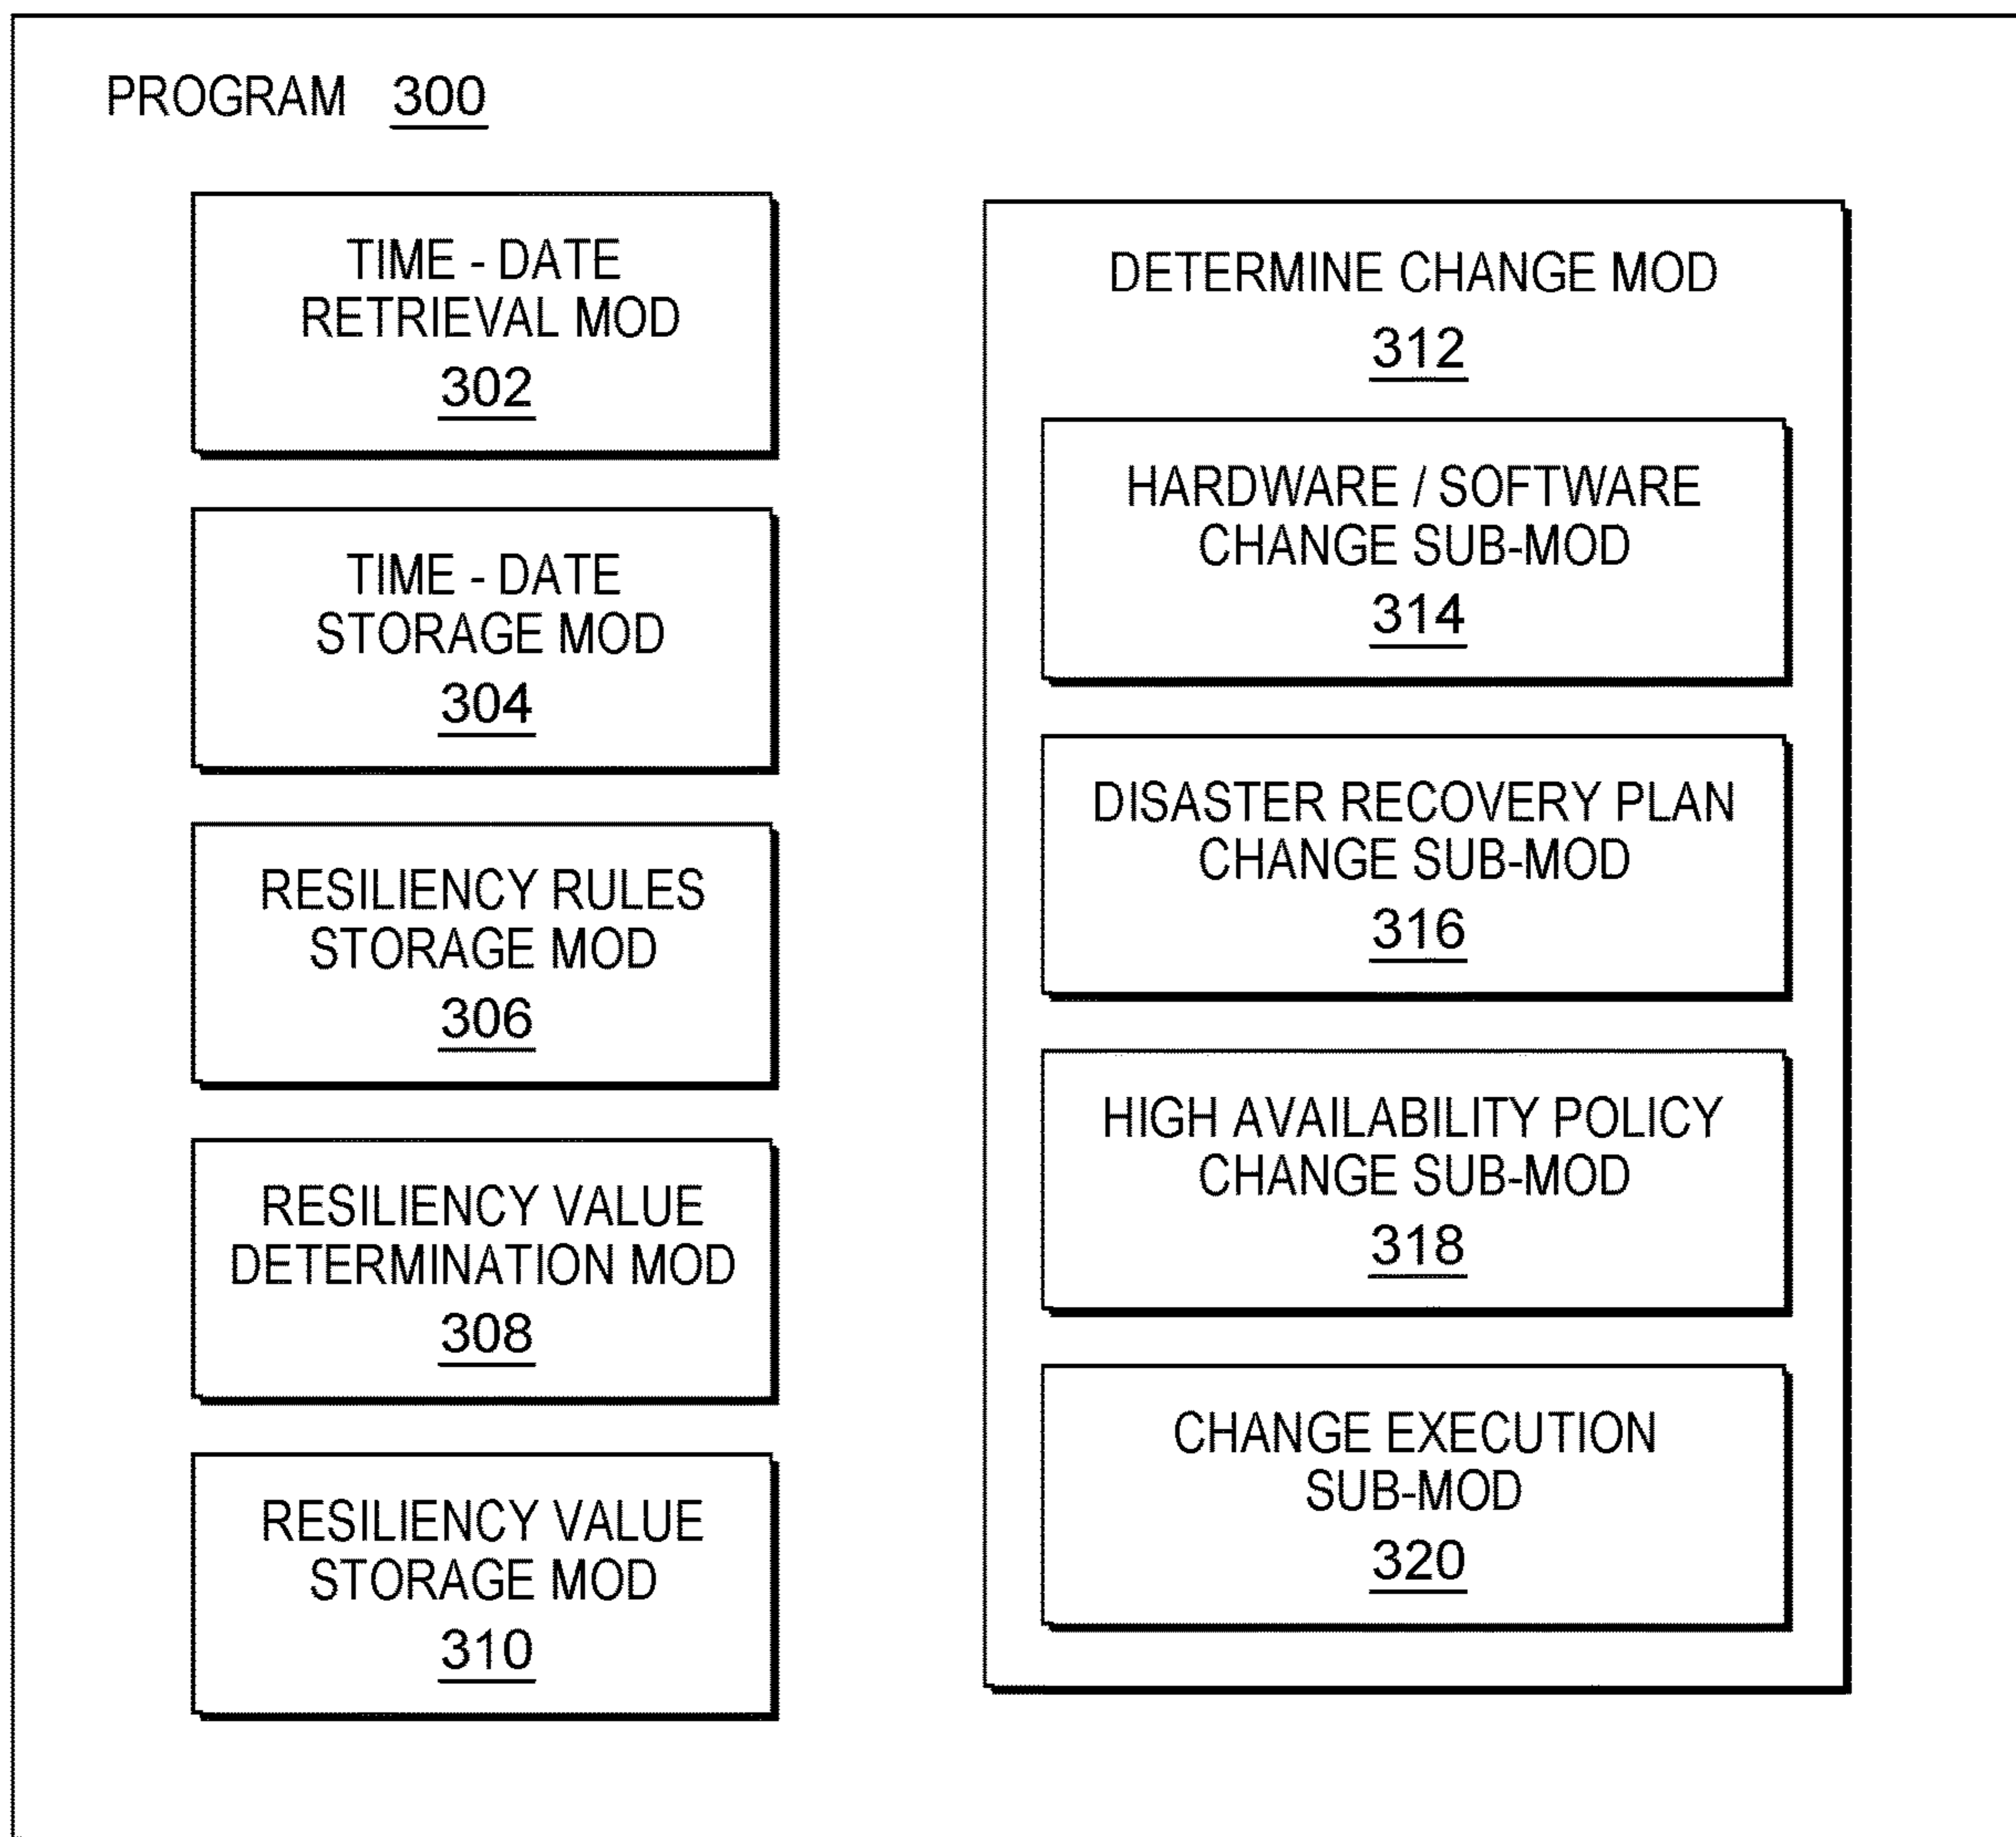 PROGRAM 300
TIME - DATE
RETRIEVAL MOD
302
TIME - DATE
STORAGE MOD
304
RESILIENCY RULES
STORAGE MOD
306
RESILIENCY VALUE
DETERMINATION MOD
308
RESILIENCY VALUE
STORAGE MOD
310
DETERMINE CHANGE MOD
312
HARDWARE / SOFTWARE
CHANGE SUB-MOD
314
DISASTER RECOVERY PLAN
CHANGE SUB-MOD
316
HIGH AVAILABILITY POLICY
CHANGE SUB-MOD
318
CHANGE EXECUTION
SUB-MOD
320